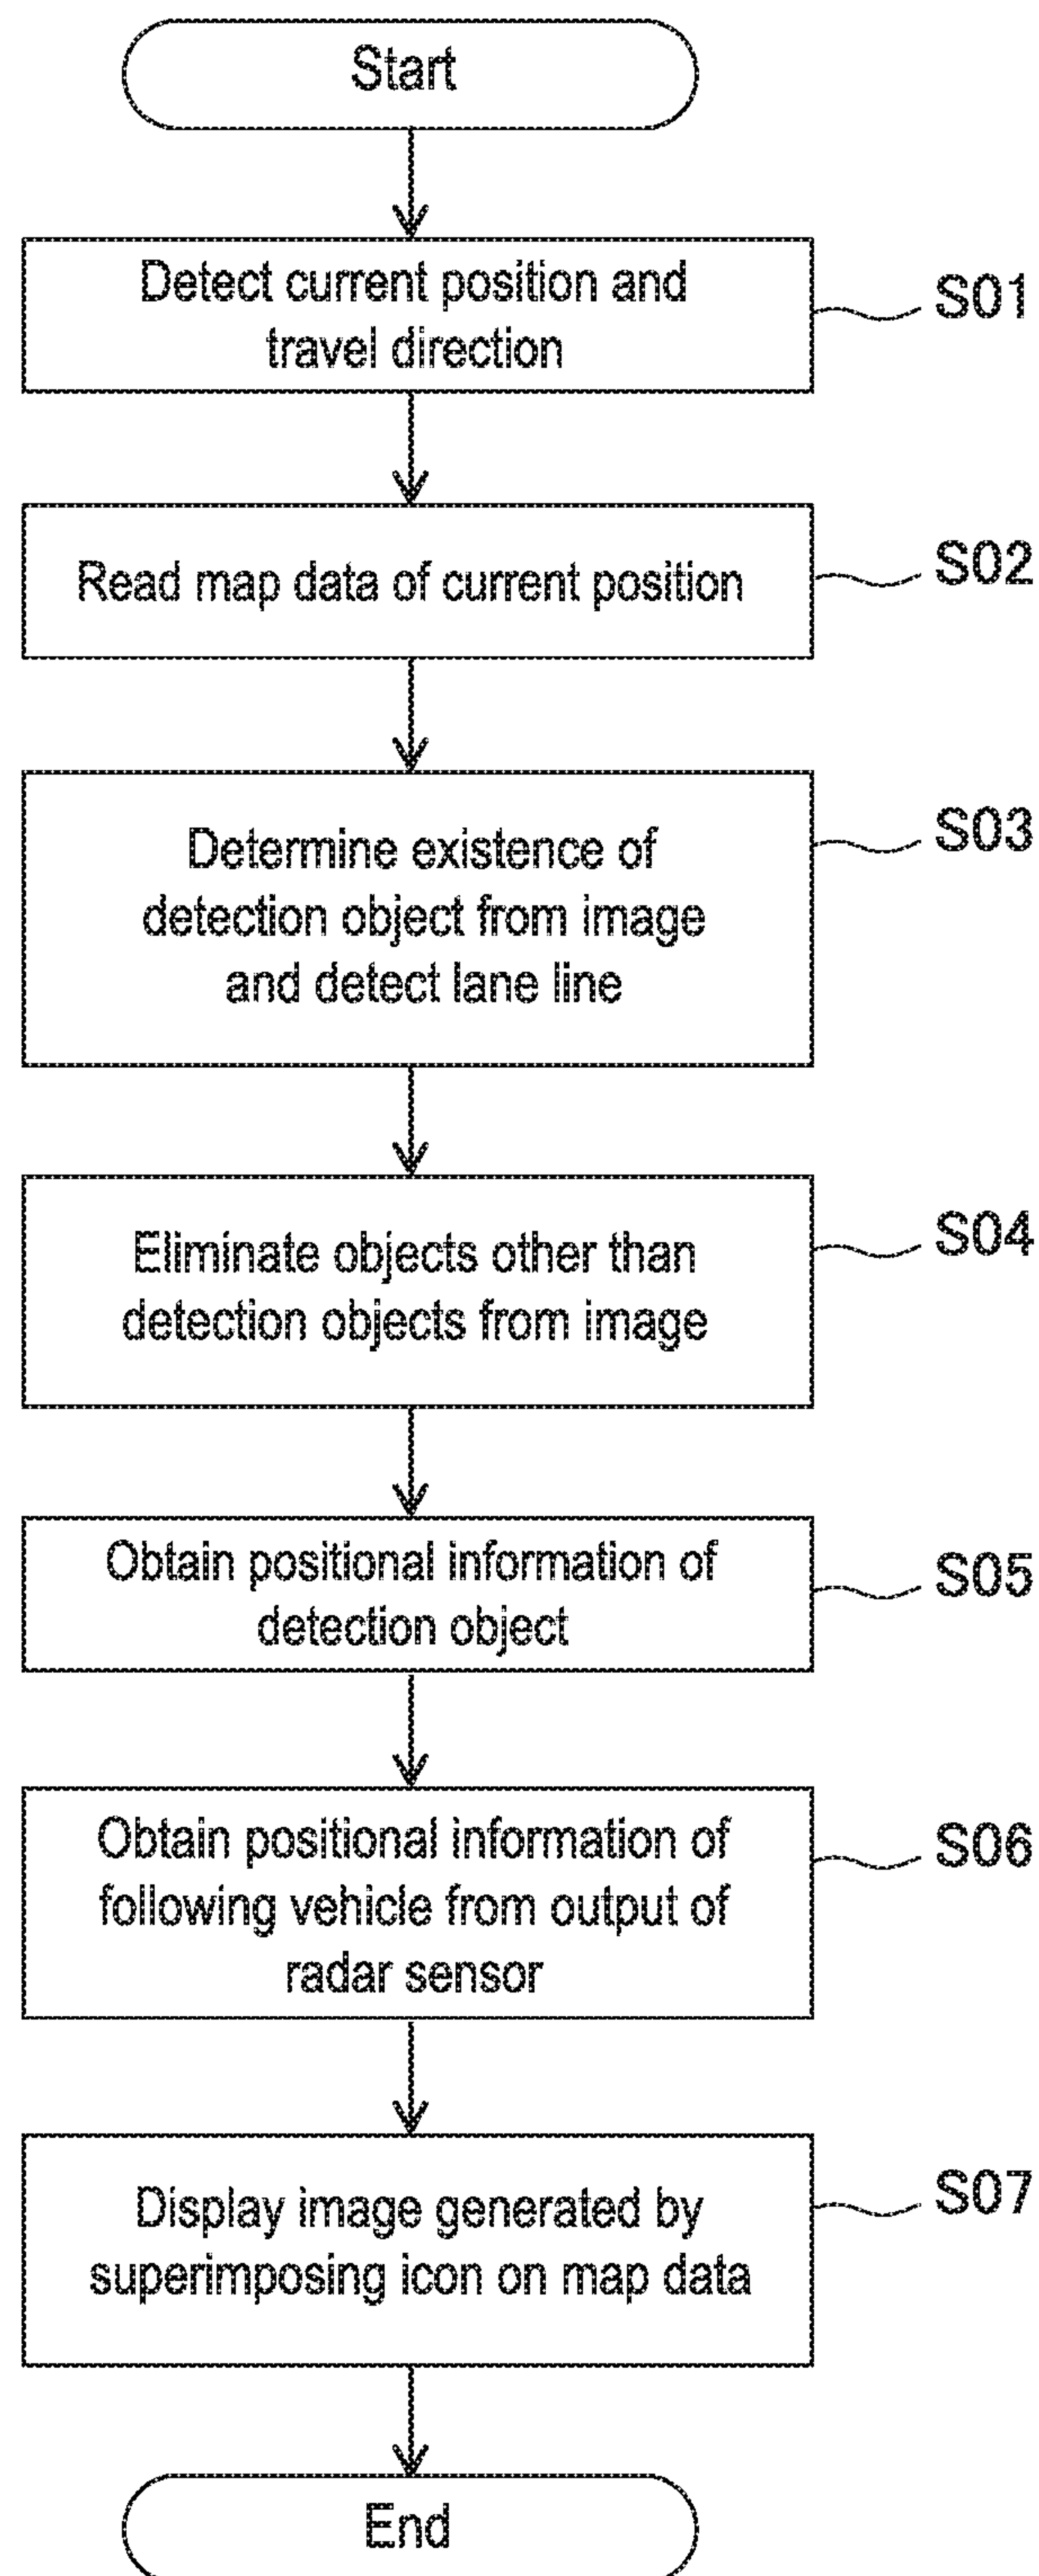 Start
Detect current position and
travel direction
S01
Read map data of current position
S02
Determine existence of
detection object from image
and detect lane line
S03
Eliminate objects other than
detection objects from image
S04
Obtain positional information of
detection object
S05
Obtain positional information of
following vehicle from output of
radar sensor
S06
Display image generated by
superimposing icon on map data
S07
End